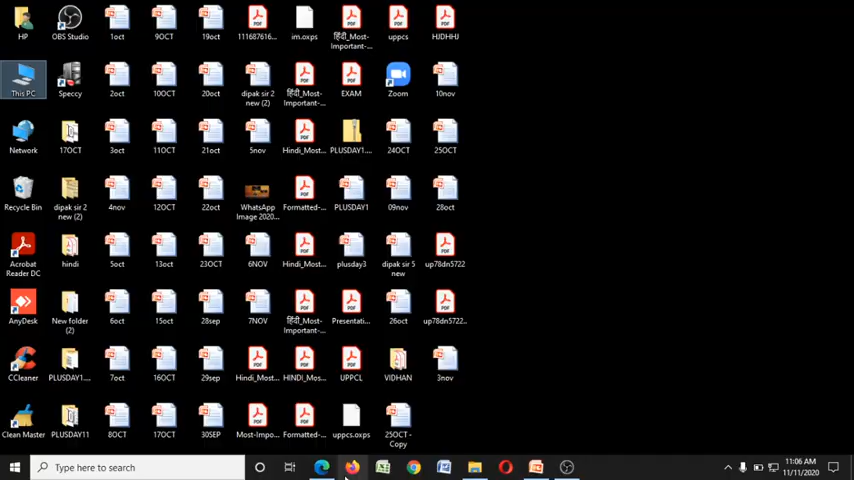 HP
OBS Studio
1oct
9OCT
19oct
111687616...
im.oxps
हिंदी_Most-
Important-...
uppcs
HJDHHJ
This PC
Speccy
2oct
10OCT
20oct
dipak sir 2
new (2)
हिंदी_Most-
Important-...
EXAM
Zoom
10nov
Network
17OCT
3oct
11OCT
21oct
5nov
Hindi_Most...
PLUSDAY1....
24OCT
25OCT
Recycle Bin
dipak sir 2
new (2)
4nov
12OCT
22oct
WhatsApp
Image 2020...
Formatted-...
PLUSDAY1
09nov
28oct
Acrobat
Reader DC
hindi
5oct
13oct
23OCT
6NOV
Hindi_Most...
plusday3
dipak sir 5
new
up78dn5722
AnyDesk
New folder
(2)
6oct
15oct
28sep
7NOV
हिंदी_Most-
Important-...
Presentati...
26oct
up78dn5722..
CCleaner
PLUSDAY1....
7oct
16OCT
29sep
Hindi_Most...
HINDI_Mos...
UPPCL
VIDHAN
3nov
Clean Master
PLUSDAY11
8OCT
17OCT
30SEP
Most-Impo...
Formatted-...
uppcs.oxps
25OCT -
Copy
Type here to search
11:06 AM
11/11/2020